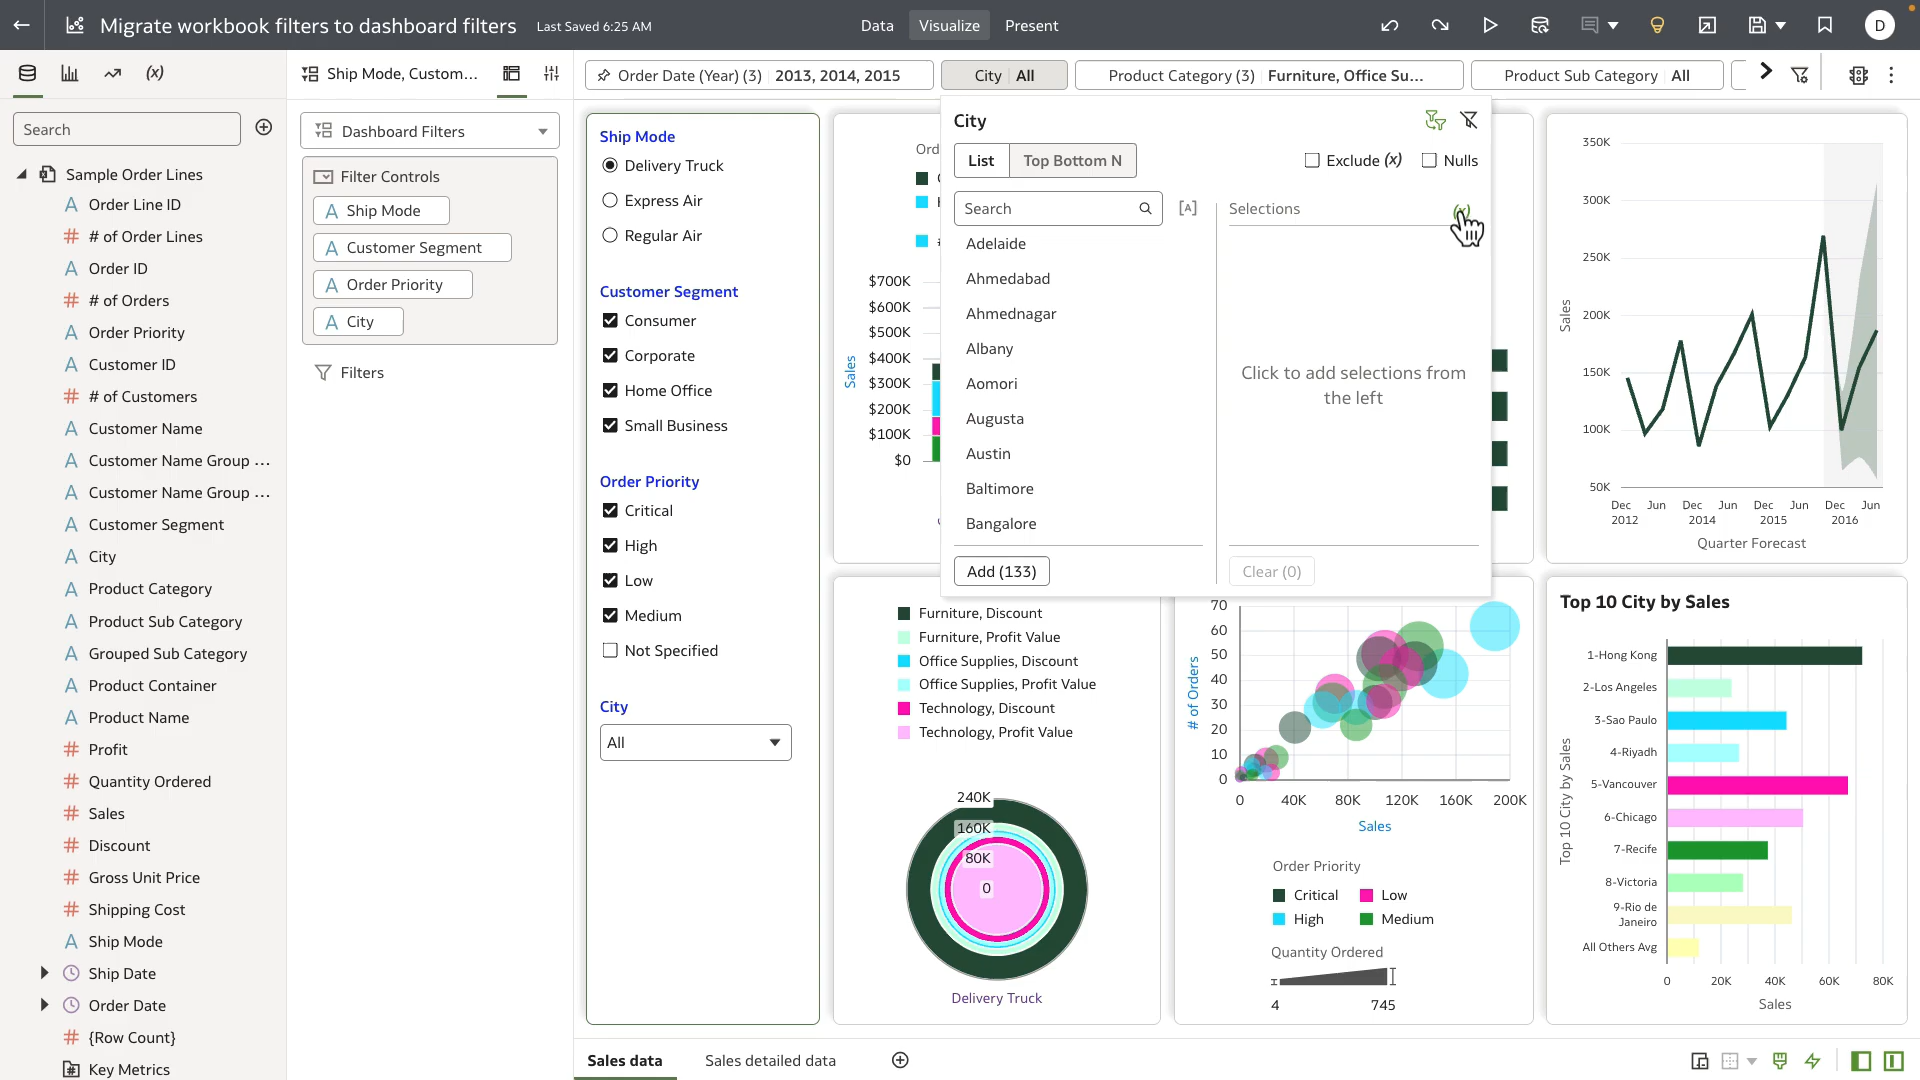 Migrate workbook filters to dashboard filters Last Saved 6:25 AM
Data Visualize Present
D
(x)
Search
Sample Order Lines
A Order Line ID
# # of Order Lines
A Order ID
# # of Orders
A Order Priority
A Customer ID
# # of Customers
A Customer Name
A Customer Name Group ...
A Customer Name Group ...
A Customer Segment
A City
A Product Category
A Product Sub Category
A Grouped Sub Category
A Product Container
A Product Name
# Profit
# Quantity Ordered
# Sales
# Discount
# Gross Unit Price
# Shipping Cost
A Ship Mode
Ship Date
Order Date
# {Row Count}
Key Metrics
Ship Mode, Custom...
Dashboard Filters
Filter Controls
A Ship Mode
A Customer Segment
A Order Priority
A City
Filters
Order Date (Year) (3) 2013, 2014, 2015
City All
Product Category (3) Furniture, Office Su...
Product Sub Category All
Ship Mode
Delivery Truck
Express Air
Regular Air
Customer Segment
Consumer
Corporate
Home Office
Small Business
Order Priority
Critical
High
Low
Medium
Not Specified
City
All
Ord
$700K
$600K
$500K
$400K
$300K
$200K
$100K
$0
Sales
City
List Top Bottom N
Exclude (x) Nulls
Search
[A]
Selections
(x)
Adelaide
Ahmedabad
Ahmednagar
Albany
Aomori
Augusta
Austin
Baltimore
Bangalore
Click to add selections from
the left
Add (133)
Clear (0)
350K
300K
250K
200K
150K
100K
50K
Sales
Dec Jun Dec Jun Dec Jun Dec Jun
2012 2014 2015 2016
Quarter Forecast
Furniture, Discount
Furniture, Profit Value
Office Supplies, Discount
Office Supplies, Profit Value
Technology, Discount
Technology, Profit Value
240K
160K
80K
0
Delivery Truck
70
60
50
40
30
20
10
0
# of Orders
0 40K 80K 120K 160K 200K
Sales
Order Priority
Critical Low
High Medium
Quantity Ordered
4 745
Top 10 City by Sales
Top 10 City by Sales
1-Hong Kong
2-Los Angeles
3-Sao Paulo
4-Riyadh
5-Vancouver
6-Chicago
7-Recife
8-Victoria
9-Rio de
Janeiro
All Others Avg
0 20K 40K 60K 80K
Sales
Sales data Sales detailed data